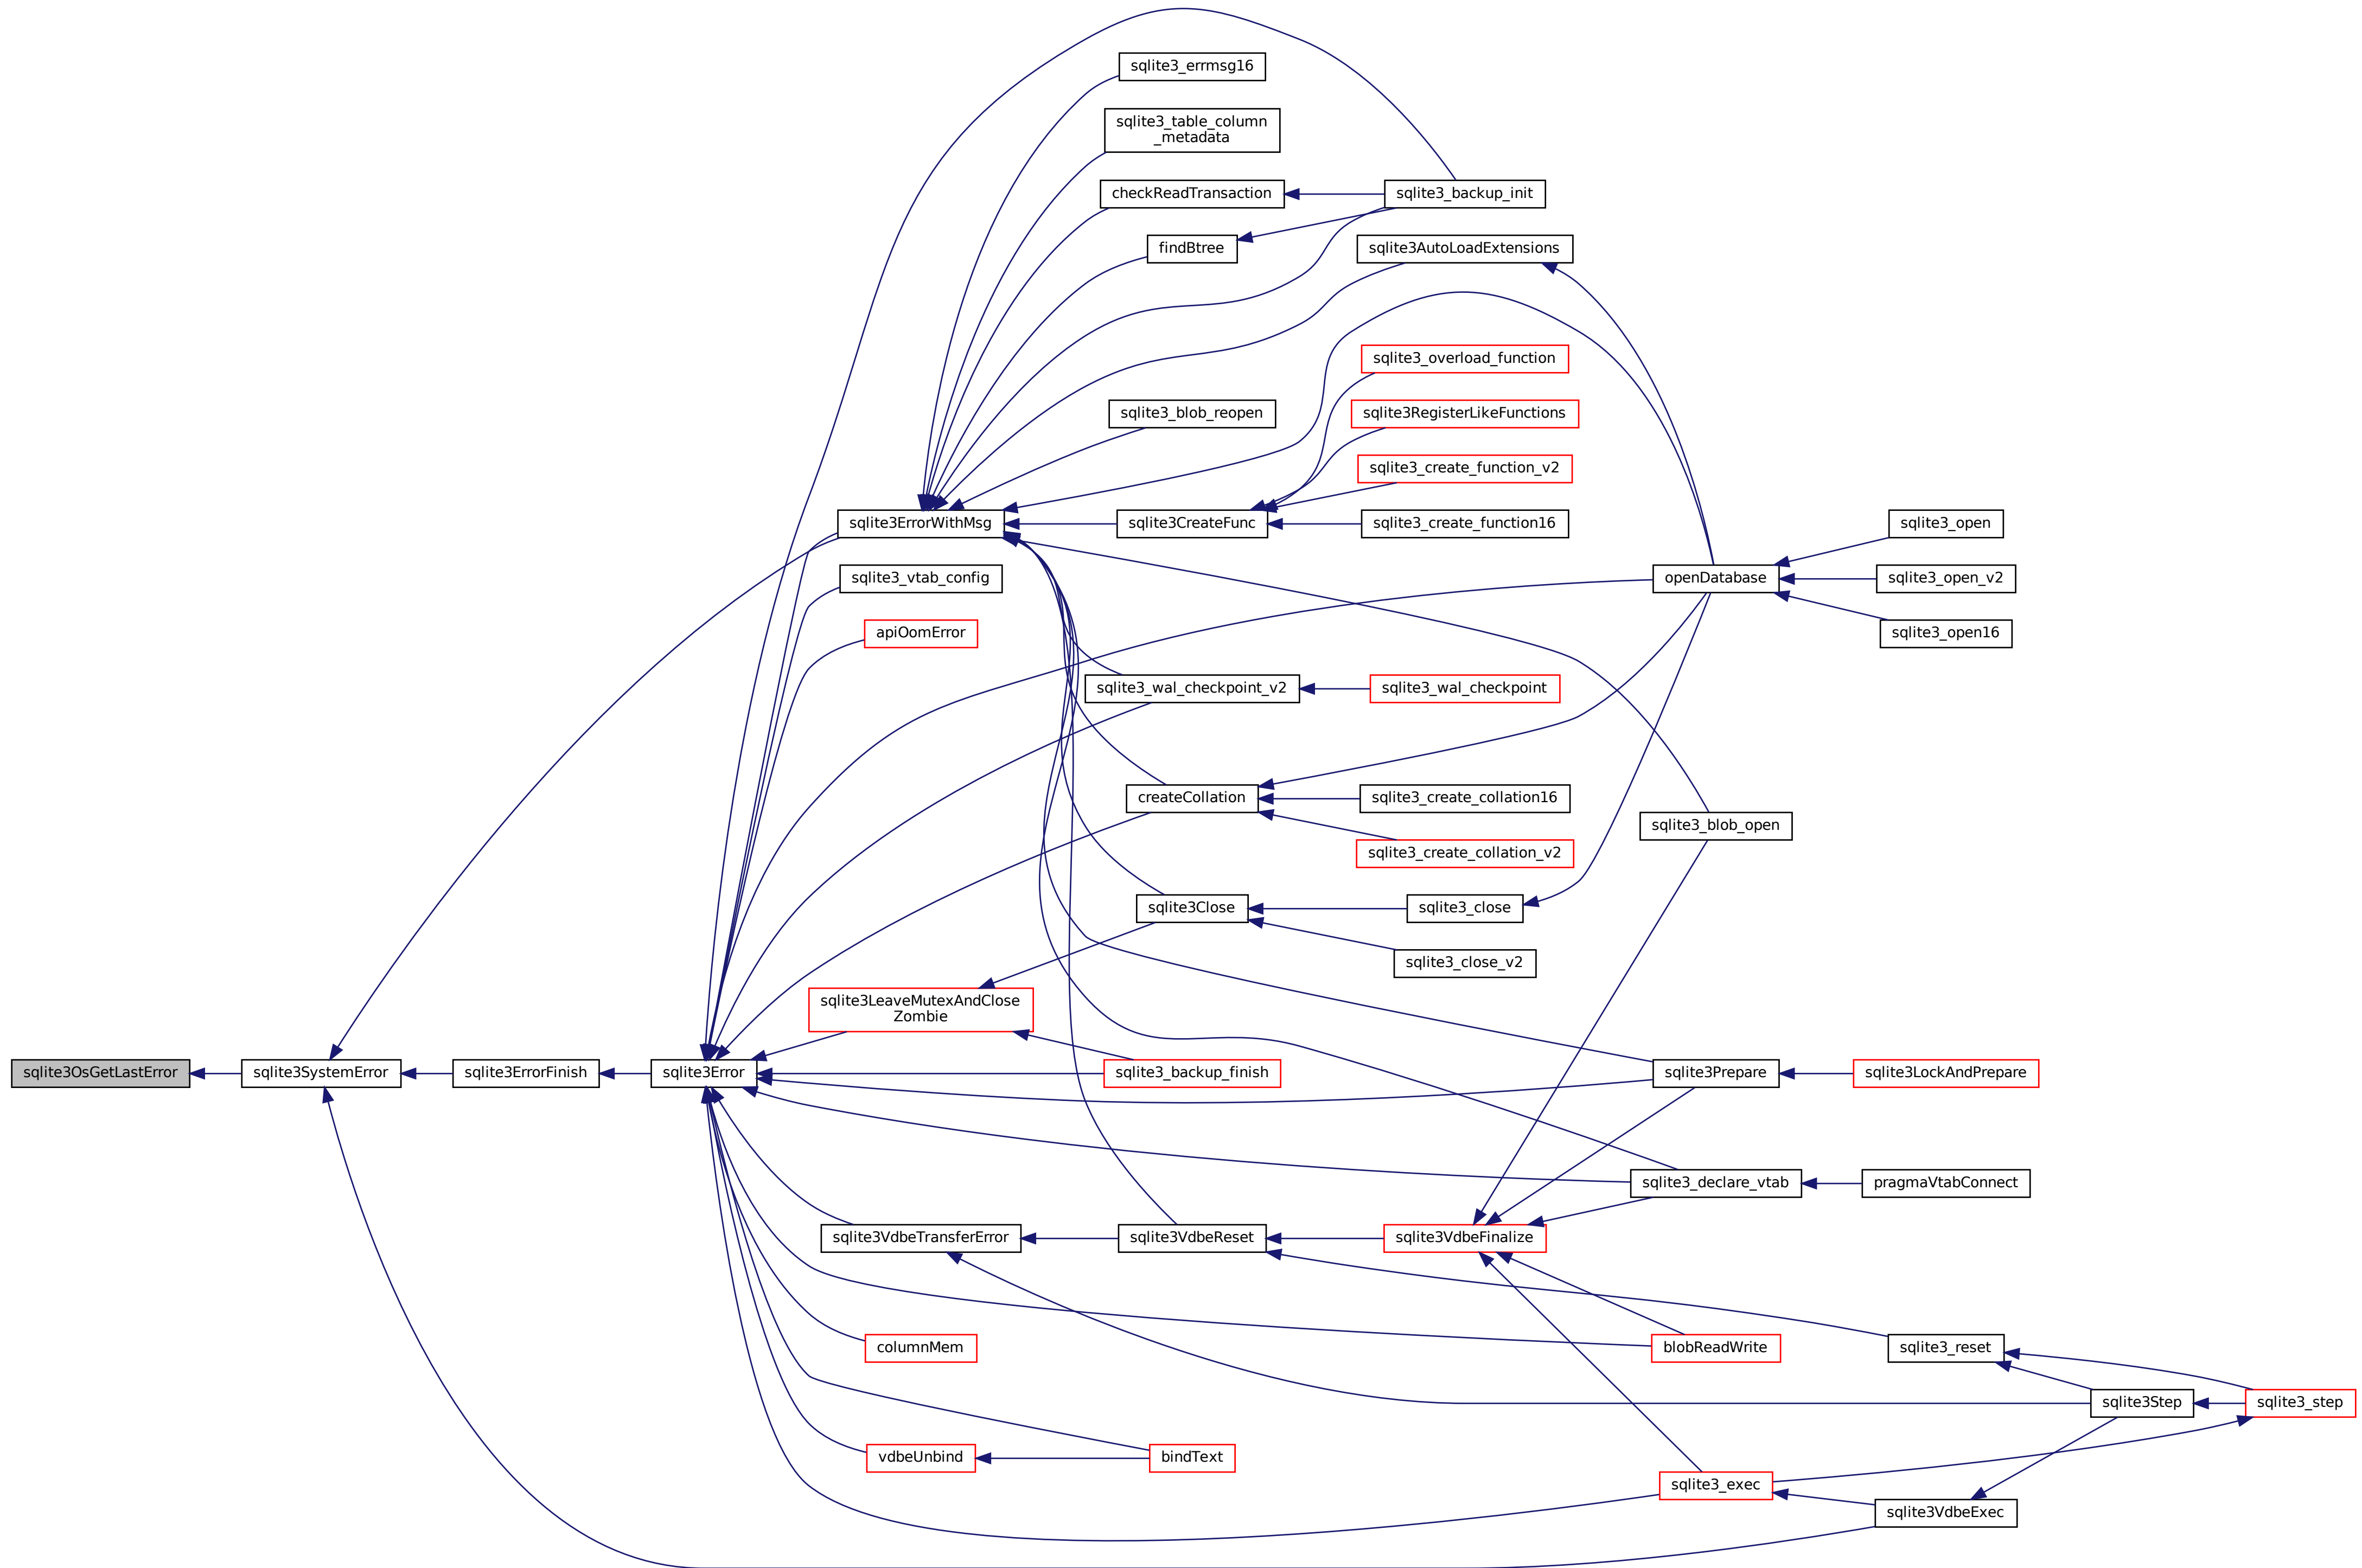 sqlite3_errmsg16
sqlite3_table_column
_metadata
checkReadTransaction
sqlite3_backup_init
findBtree
sqlite3AutoLoadExtensions
sqlite3_overload_function
sqlite3_blob_reopen
sqlite3RegisterLikeFunctions
sqlite3_create_function_v2
sqlite3ErrorWithMsg
sqlite3CreateFunc
sqlite3_create_function16
sqlite3_open
sqlite3_vtab_config
openDatabase
sqlite3_open_v2
apiOomError
sqlite3_open16
sqlite3_wal_checkpoint_v2
sqlite3_wal_checkpoint
createCollation
sqlite3_create_collation16
sqlite3_blob_open
sqlite3_create_collation_v2
sqlite3Close
sqlite3_close
sqlite3_close_v2
sqlite3LeaveMutexAndClose
Zombie
sqlite3OsGetLastError
sqlite3SystemError
sqlite3ErrorFinish
sqlite3Error
sqlite3_backup_finish
sqlite3Prepare
sqlite3LockAndPrepare
sqlite3_declare_vtab
pragmaVtabConnect
sqlite3VdbeTransferError
sqlite3VdbeReset
sqlite3VdbeFinalize
columnMem
blobReadWrite
sqlite3_reset
sqlite3Step
sqlite3_step
vdbeUnbind
bindText
sqlite3_exec
sqlite3VdbeExec